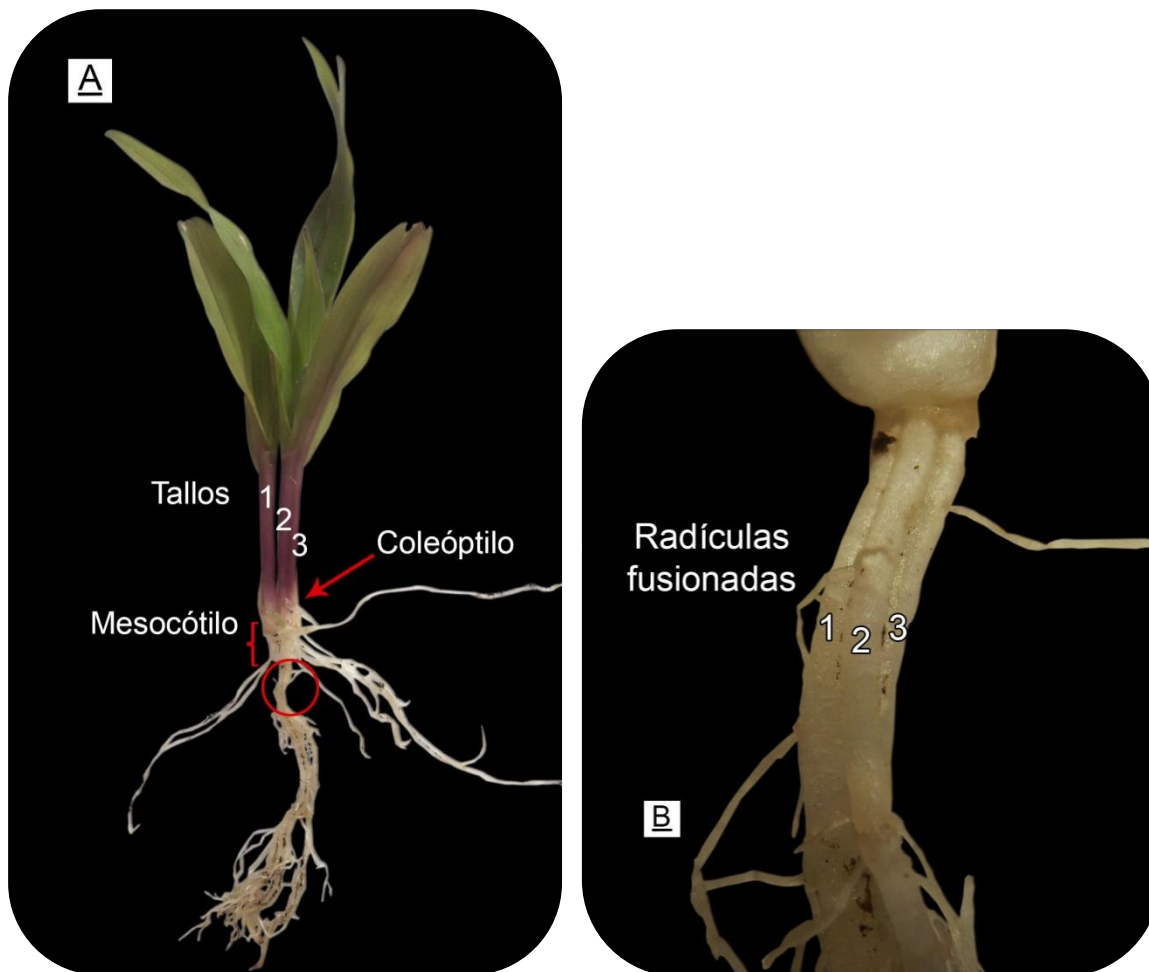 A
Tallos
1
2
3
Coleóptilo
Mesocótilo
Radículas
fusionadas
1
2
3
B